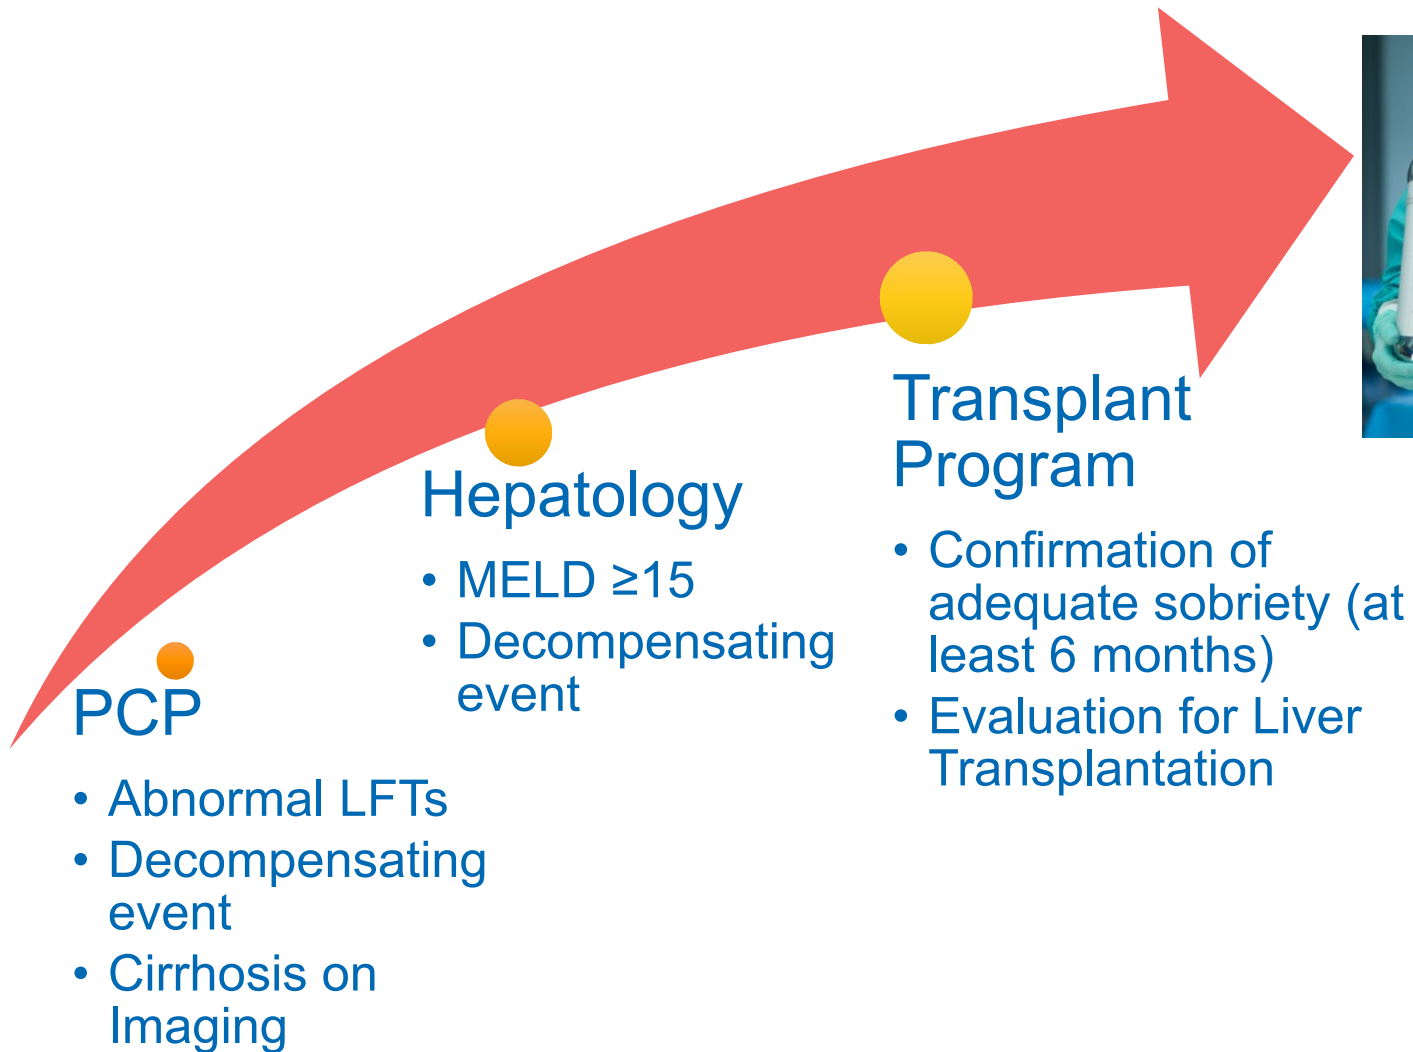 PCP
• Abnormal LFTs
• Decompensating
event
• Cirrhosis on
Imaging
Hepatology
• MELD ≥15
• Decompensating
event
Transplant
Program
• Confirmation of
adequate sobriety (at
least 6 months)
• Evaluation for Liver
Transplantation